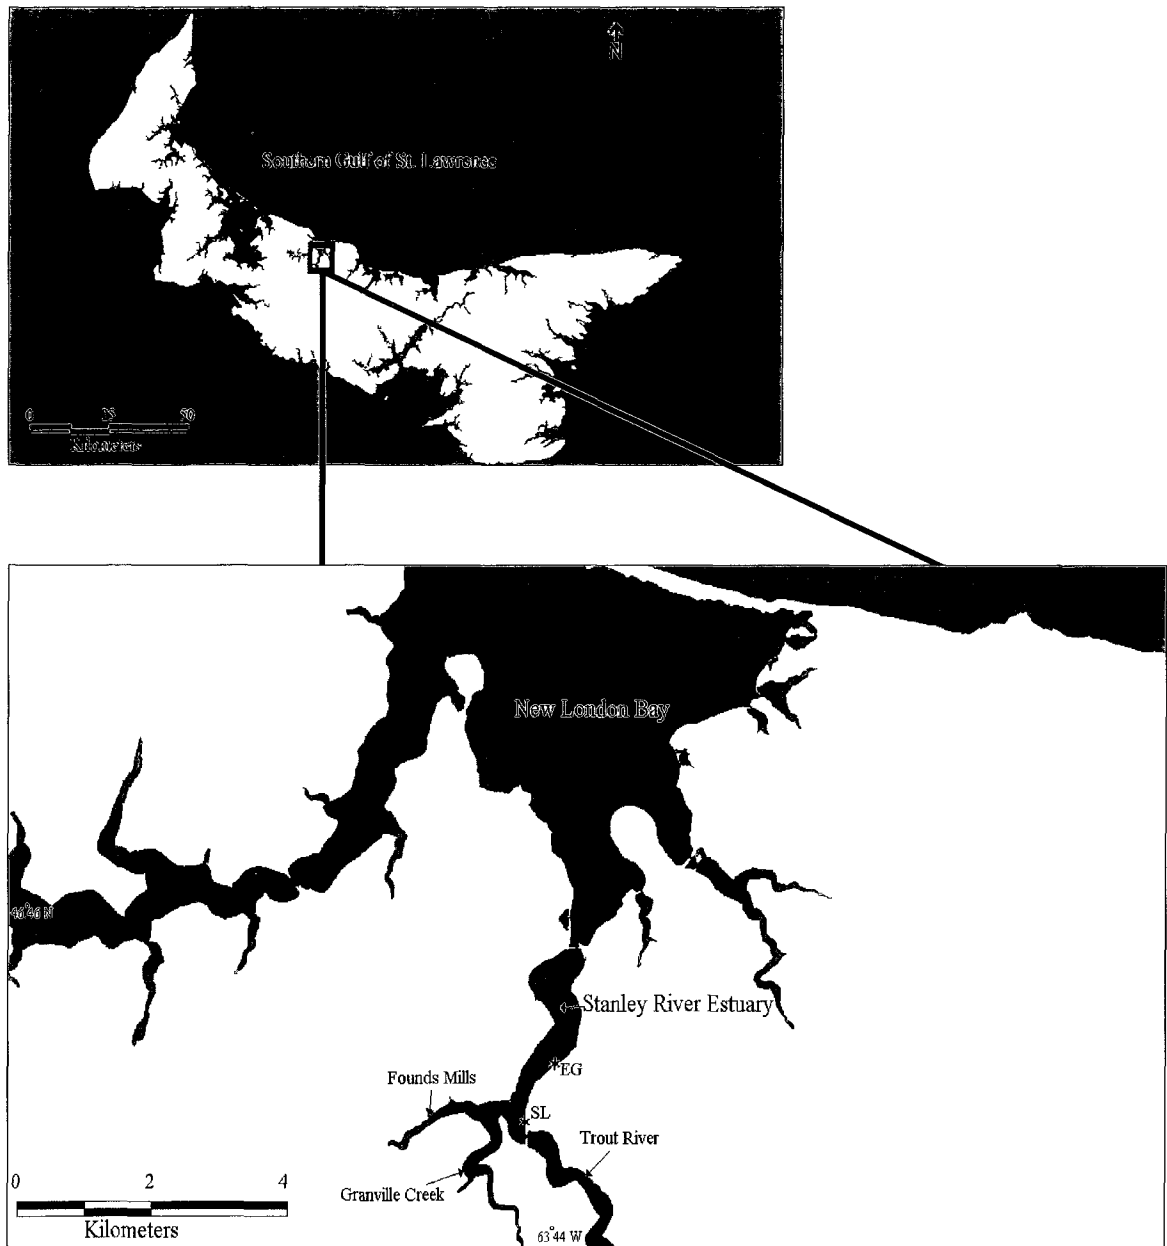 N
Southern Gulf of St. Lawrence
0 25 50
Kilometers
New London Bay
46°46 N
Stanley River Estuary
EG
Founds Mills
SL
Trout River
Granville Creek
0 2 4
Kilometers
63°44 W